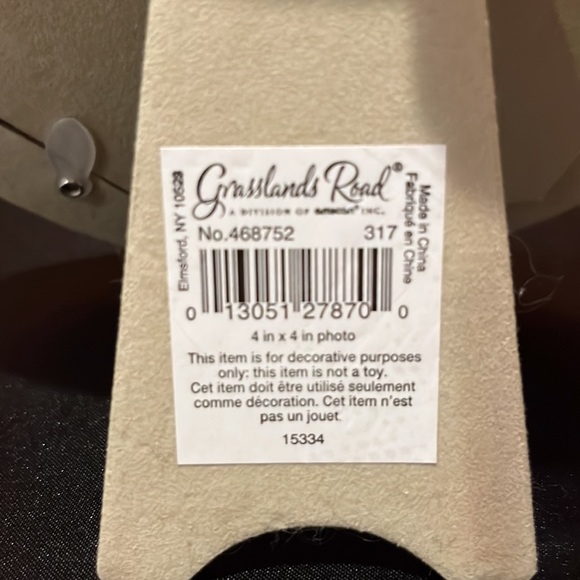 Grasslands Road®
A DIVISION OF amscan® INC.
Elmsford, NY 10523
Made in China
Fabriqué en Chine
No.468752 317
0 13051 27870 0
4 in x 4 in photo
This item is for decorative purposes
only: this item is not a toy.
Cet item doit être utilisé seulement
comme décoration. Cet item n'est
pas un jouet.
15334